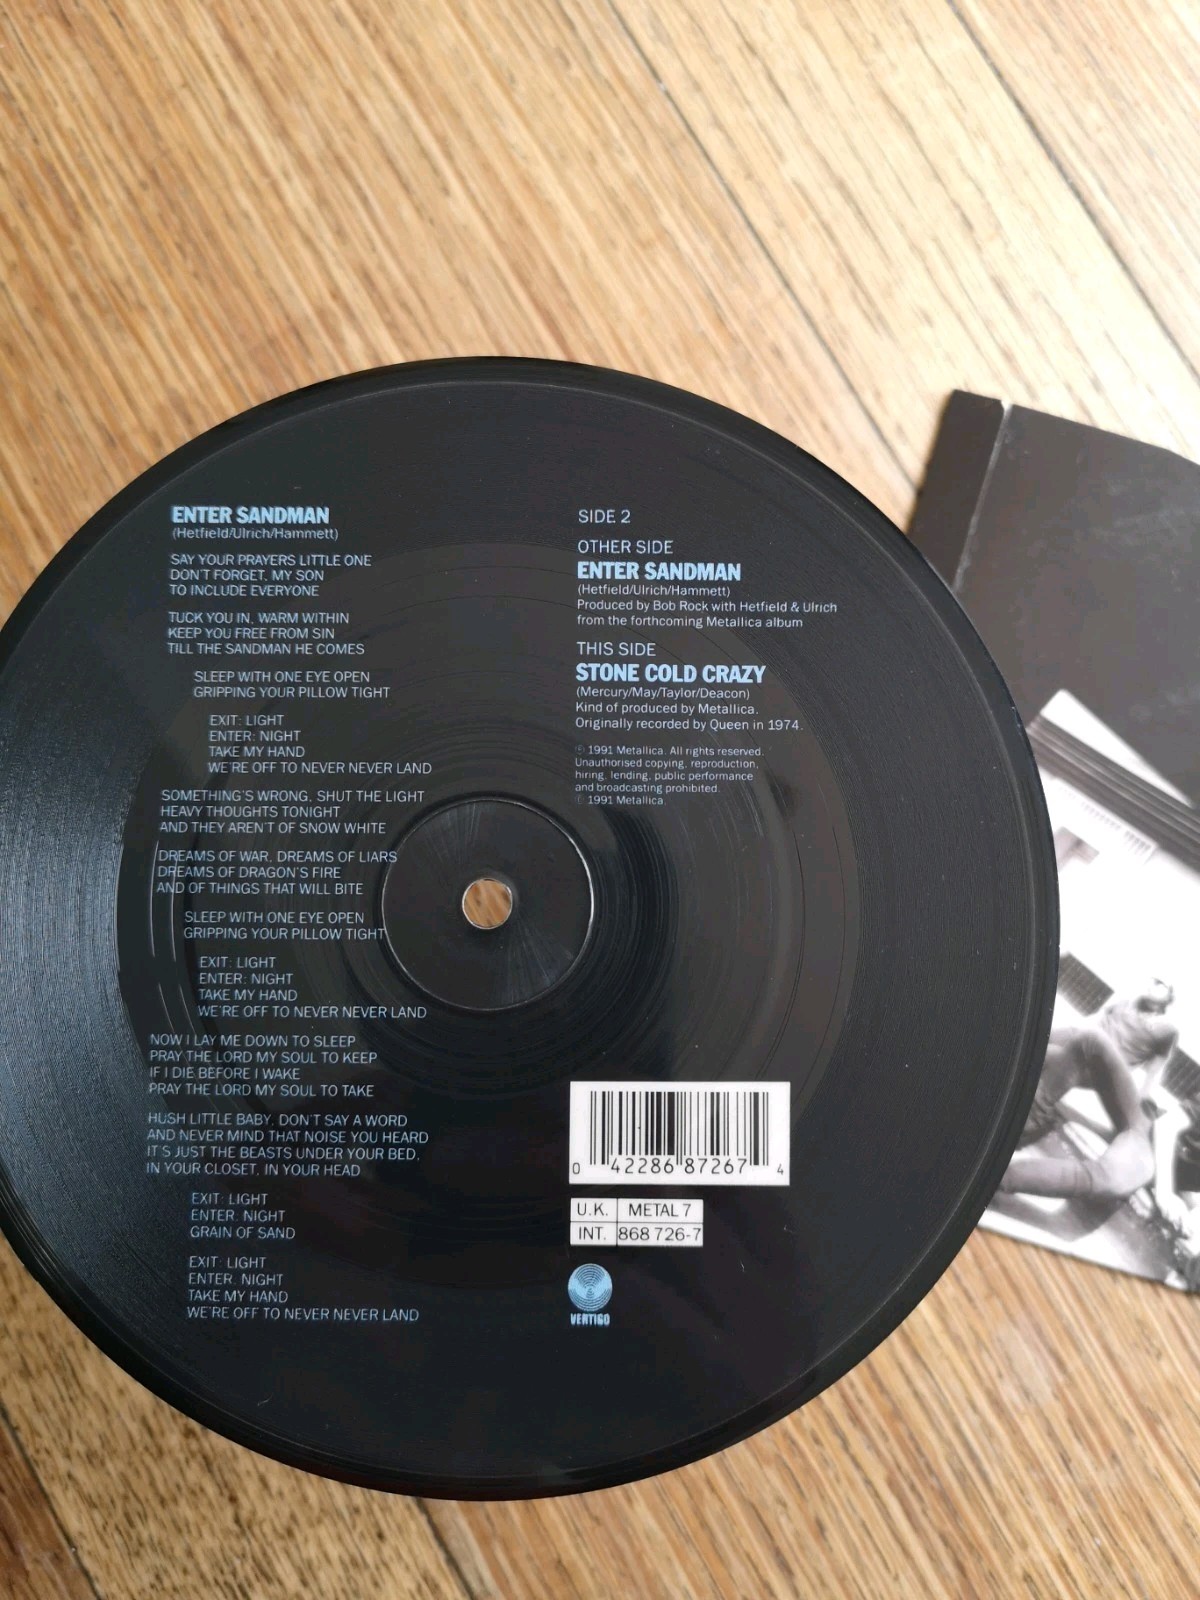 ENTER SANDMAN
(Hetfield/Ulrich/Hammett)
SAY YOUR PRAYERS LITTLE ONE
DON'T FORGET, MY SON
TO INCLUDE EVERYONE
TUCK YOU IN, WARM WITHIN
KEEP YOU FREE FROM SIN
TILL THE SANDMAN HE COMES
SLEEP WITH ONE EYE OPEN
GRIPPING YOUR PILLOW TIGHT
EXIT: LIGHT
ENTER: NIGHT
TAKE MY HAND
WE'RE OFF TO NEVER NEVER LAND
SOMETHING'S WRONG, SHUT THE LIGHT
HEAVY THOUGHTS TONIGHT
AND THEY AREN'T OF SNOW WHITE
DREAMS OF WAR, DREAMS OF LIARS
DREAMS OF DRAGON'S FIRE
AND OF THINGS THAT WILL BITE
SLEEP WITH ONE EYE OPEN
GRIPPING YOUR PILLOW TIGHT
EXIT: LIGHT
ENTER: NIGHT
TAKE MY HAND
WE'RE OFF TO NEVER NEVER LAND
NOW I LAY ME DOWN TO SLEEP
PRAY THE LORD MY SOUL TO KEEP
IF I DIE BEFORE I WAKE
PRAY THE LORD MY SOUL TO TAKE
HUSH LITTLE BABY, DON'T SAY A WORD
AND NEVER MIND THAT NOISE YOU HEARD
IT'S JUST THE BEASTS UNDER YOUR BED,
IN YOUR CLOSET, IN YOUR HEAD
EXIT: LIGHT
ENTER: NIGHT
GRAIN OF SAND
EXIT: LIGHT
ENTER: NIGHT
TAKE MY HAND
WE'RE OFF TO NEVER NEVER LAND
SIDE 2
OTHER SIDE
ENTER SANDMAN
(Hetfield/Ulrich/Hammett)
Produced by Bob Rock with Hetfield & Ulrich
from the forthcoming Metallica album
THIS SIDE
STONE COLD CRAZY
(Mercury/May/Taylor/Deacon)
Kind of produced by Metallica.
Originally recorded by Queen in 1974.
℗ 1991 Metallica. All rights reserved.
Unauthorised copying, reproduction,
hiring, lending, public performance
and broadcasting prohibited.
© 1991 Metallica.
0 42286 87267 4
U.K. METAL 7
INT. 868 726-7
VERTIGO